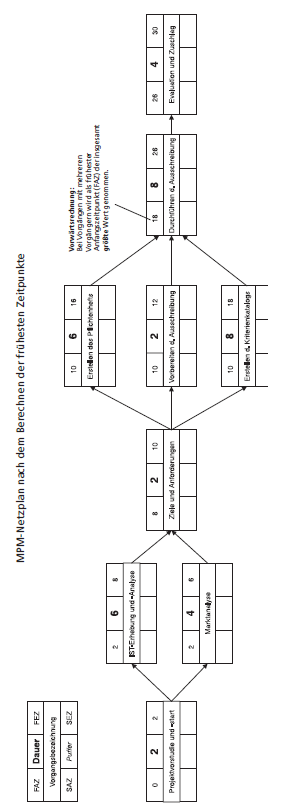 MPM-Netzplan nach dem Berechnen der frühesten Zeitpunkte
FAZ Dauer FEZ
Vorgangsbezeichnung
SAZ Puffer SEZ
0 2 2
Projektvorstudie und -start
2 6 8
IST-Erhebung und -Analyse
2 4 6
Marktanalyse
8 2 10
Ziele und Anforderungen
10 6 16
Erstellen des Pflichtenhefts
10 2 12
Vorbereiten d. Ausschreibung
10 8 18
Erstellen d. Kriterienkatalogs
Vorwärtsrechnung:
Bei Vorgängen mit mehreren
Vorgängern wird als frühester
Anfangszeitpunkt (FAZ) der insgesamt
größte Wert genommen.
18 8 26
Duchführen d. Ausschreibung
26 4 30
Evaluation und Zuschlag